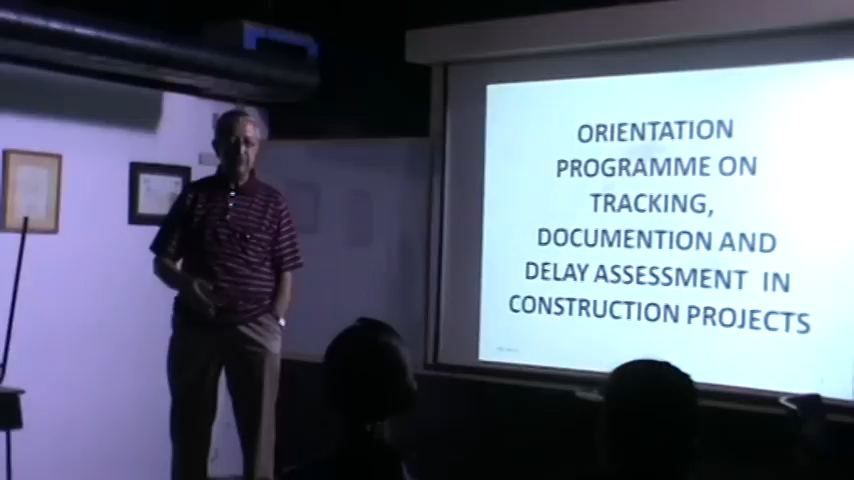 ORIENTATION
PROGRAMME ON
TRACKING,
DOCUMENTION AND
DELAY ASSESSMENT IN
CONSTRUCTION PROJECTS